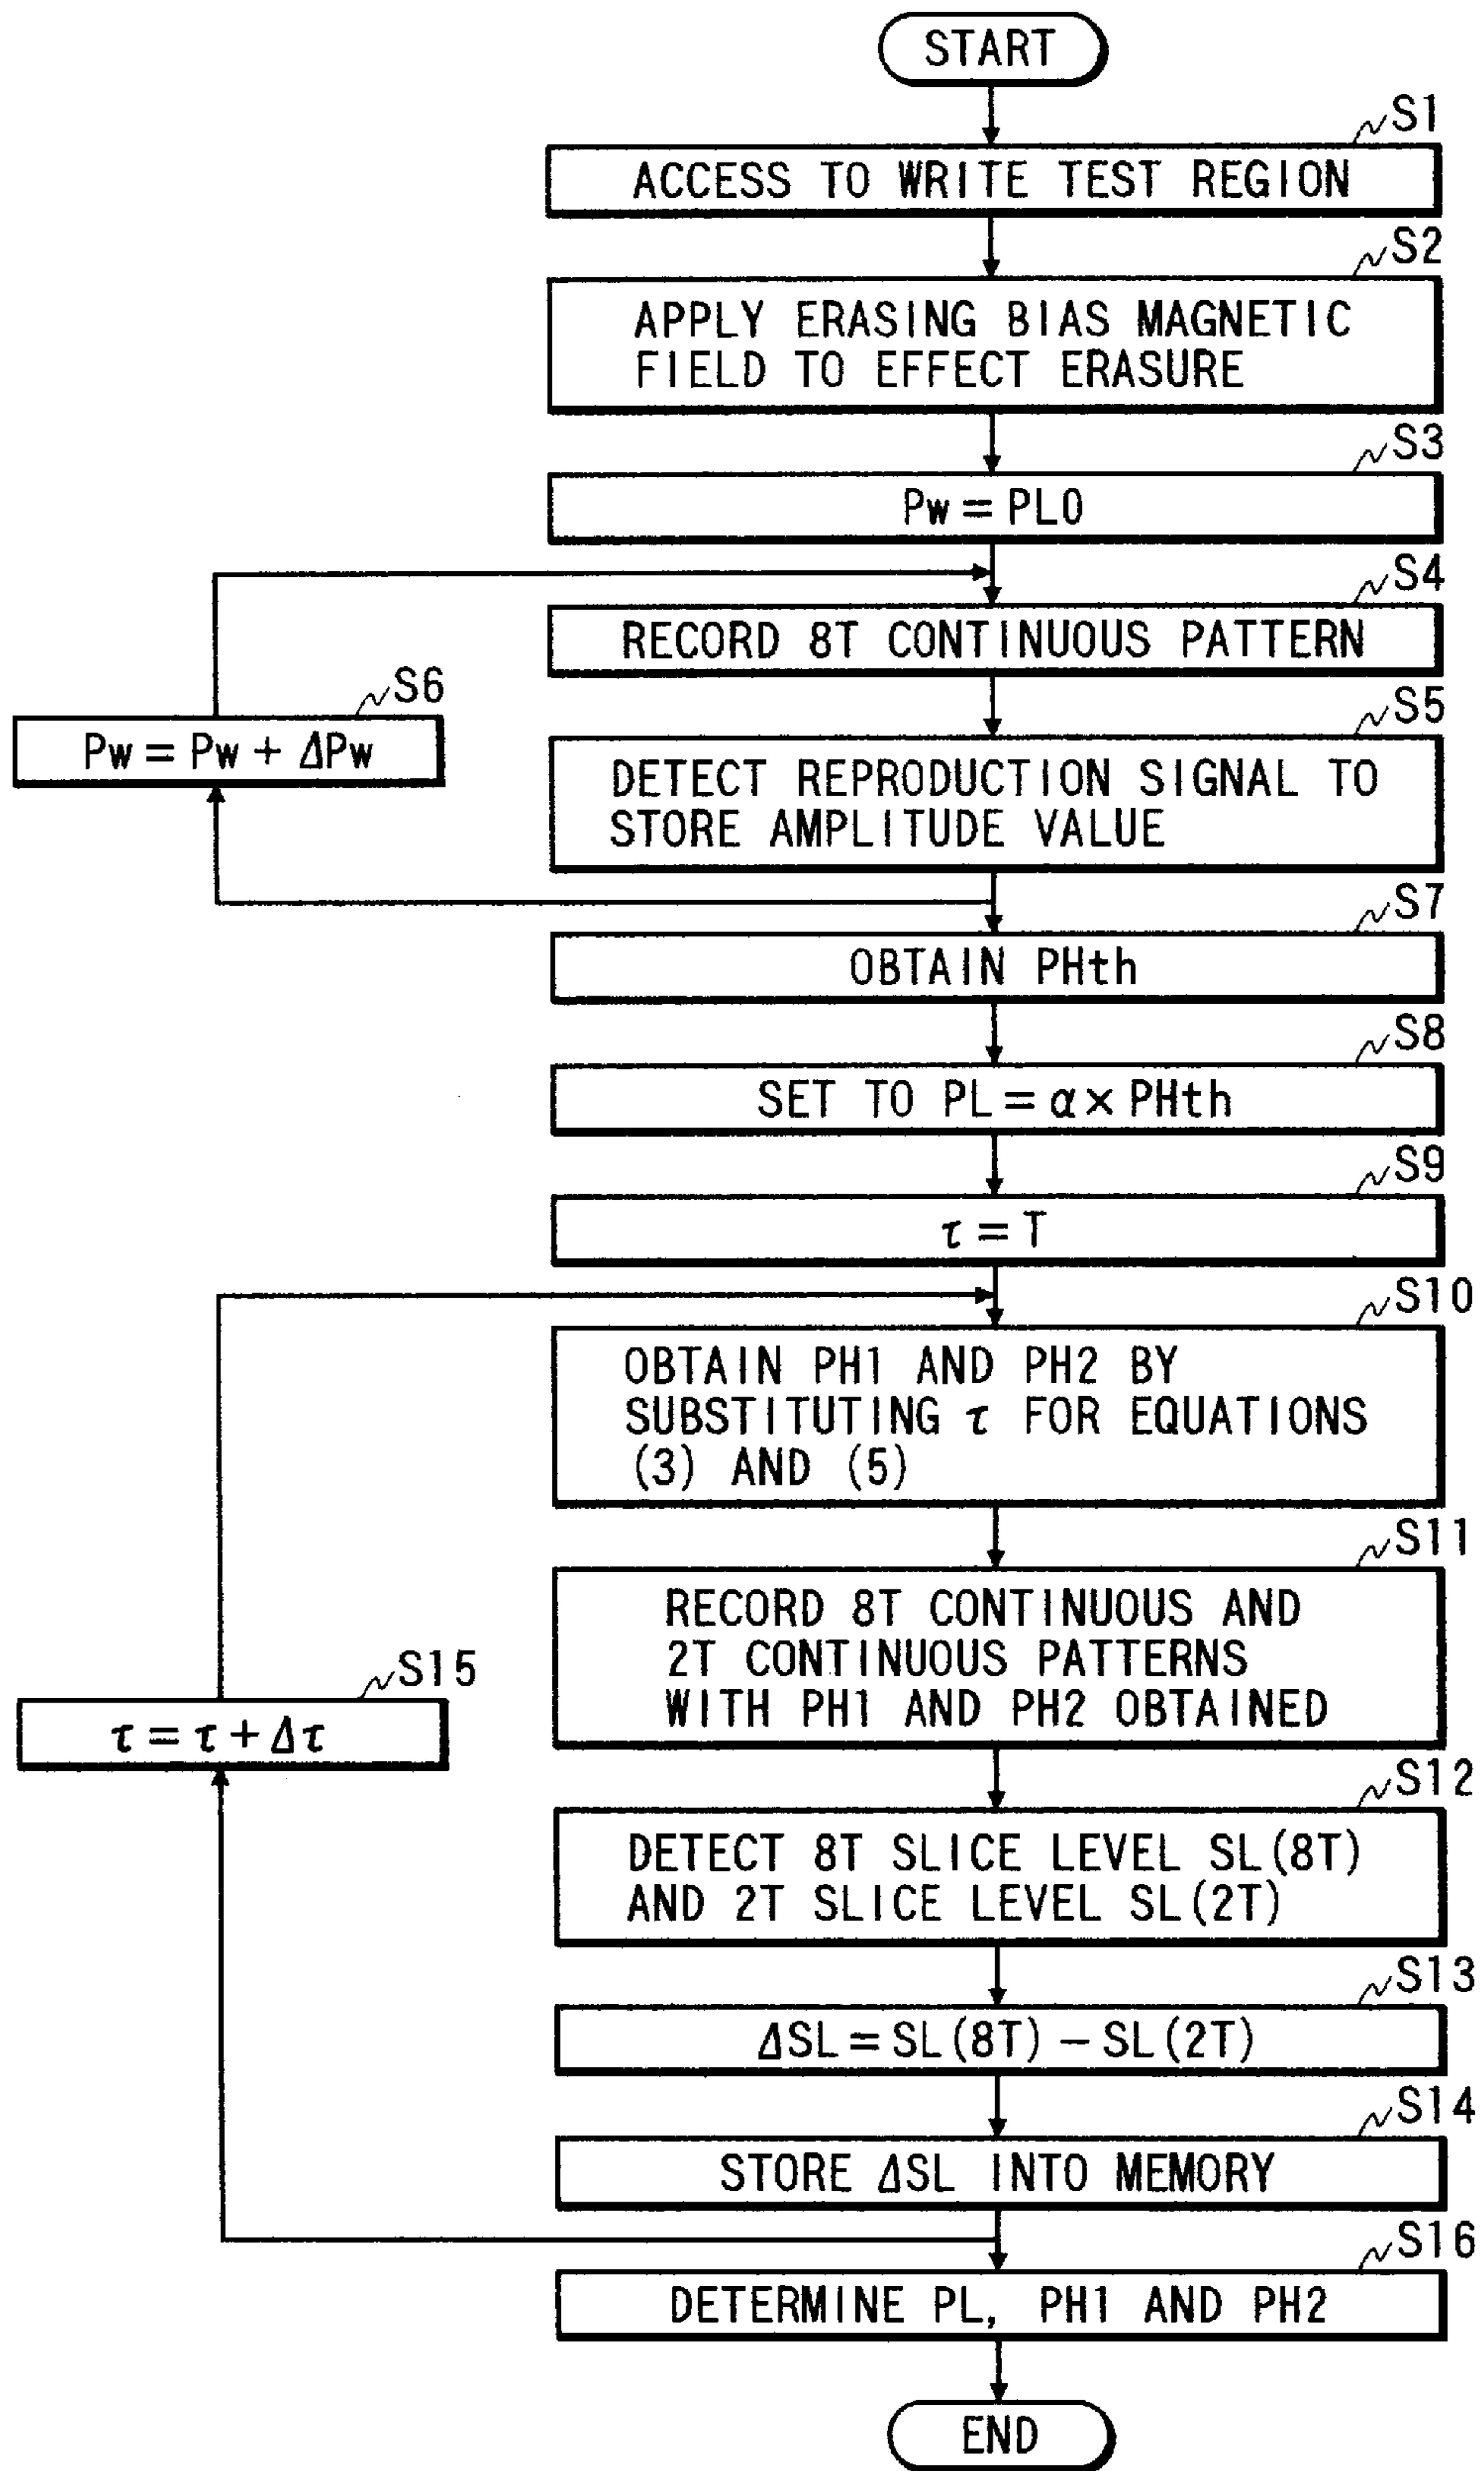 START
S1
ACCESS TO WRITE TEST REGION
S2
APPLY ERASING BIAS MAGNETIC
FIELD TO EFFECT ERASURE
S3
Pw = PL0
S4
RECORD 8T CONTINUOUS PATTERN
S6
Pw = Pw + ΔPw
S5
DETECT REPRODUCTION SIGNAL TO
STORE AMPLITUDE VALUE
S7
OBTAIN PHth
S8
SET TO PL = α × PHth
S9
τ = T
S10
OBTAIN PH1 AND PH2 BY
SUBSTITUTING τ FOR EQUATIONS
(3) AND (5)
S11
RECORD 8T CONTINUOUS AND
2T CONTINUOUS PATTERNS
WITH PH1 AND PH2 OBTAINED
S15
τ = τ + Δτ
S12
DETECT 8T SLICE LEVEL SL(8T)
AND 2T SLICE LEVEL SL(2T)
S13
ΔSL = SL(8T) − SL(2T)
S14
STORE ΔSL INTO MEMORY
S16
DETERMINE PL, PH1 AND PH2
END